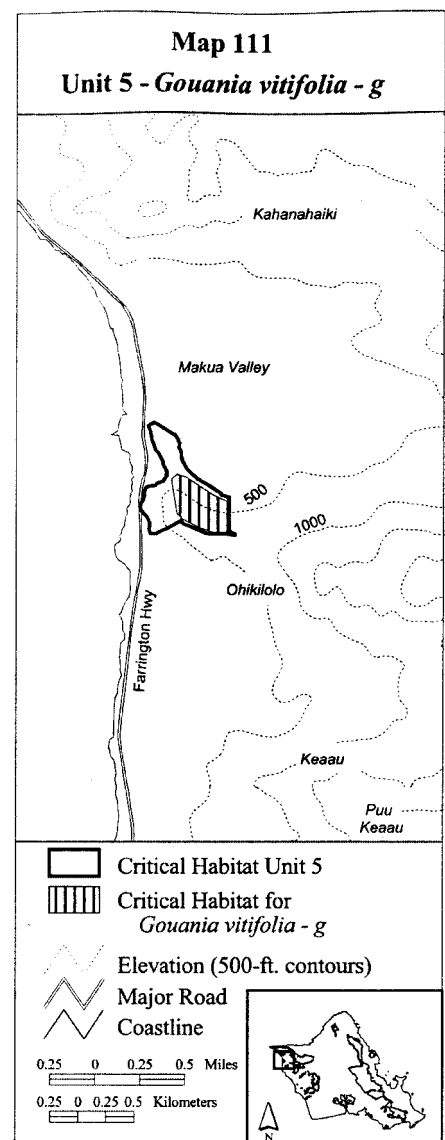 Map 111
Unit 5 - Gouania vitifolia - g
Kahanahaiki
Makua Valley
500
1000
Ohikilolo
Farrington Hwy
Keaau
Puu
Keaau
Critical Habitat Unit 5
Critical Habitat for
Gouania vitifolia - g
Elevation (500-ft. contours)
Major Road
Coastline
0.25 0 0.25 0.5 Miles
0.25 0 0.25 0.5 Kilometers
N